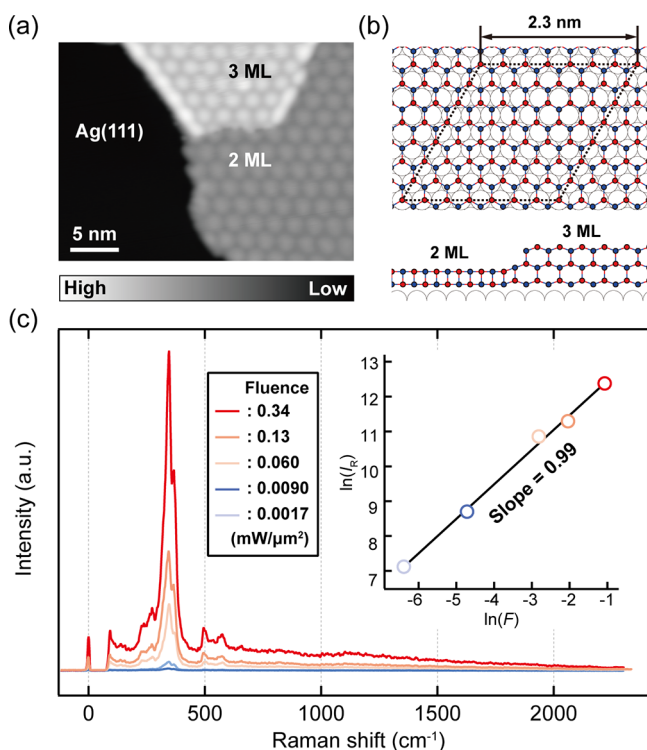 (a)
3 ML
Ag(111)
2 ML
5 nm
High
Low
(b)
2.3 nm
2 ML
3 ML
(c)
Intensity (a.u.)
Fluence
: 0.34
: 0.13
: 0.060
: 0.0090
: 0.0017
(mW/μm²)
ln(I_R)
13
12
11
10
9
8
7
Slope = 0.99
-6 -5 -4 -3 -2 -1
ln(F)
0 500 1000 1500 2000
Raman shift (cm⁻¹)